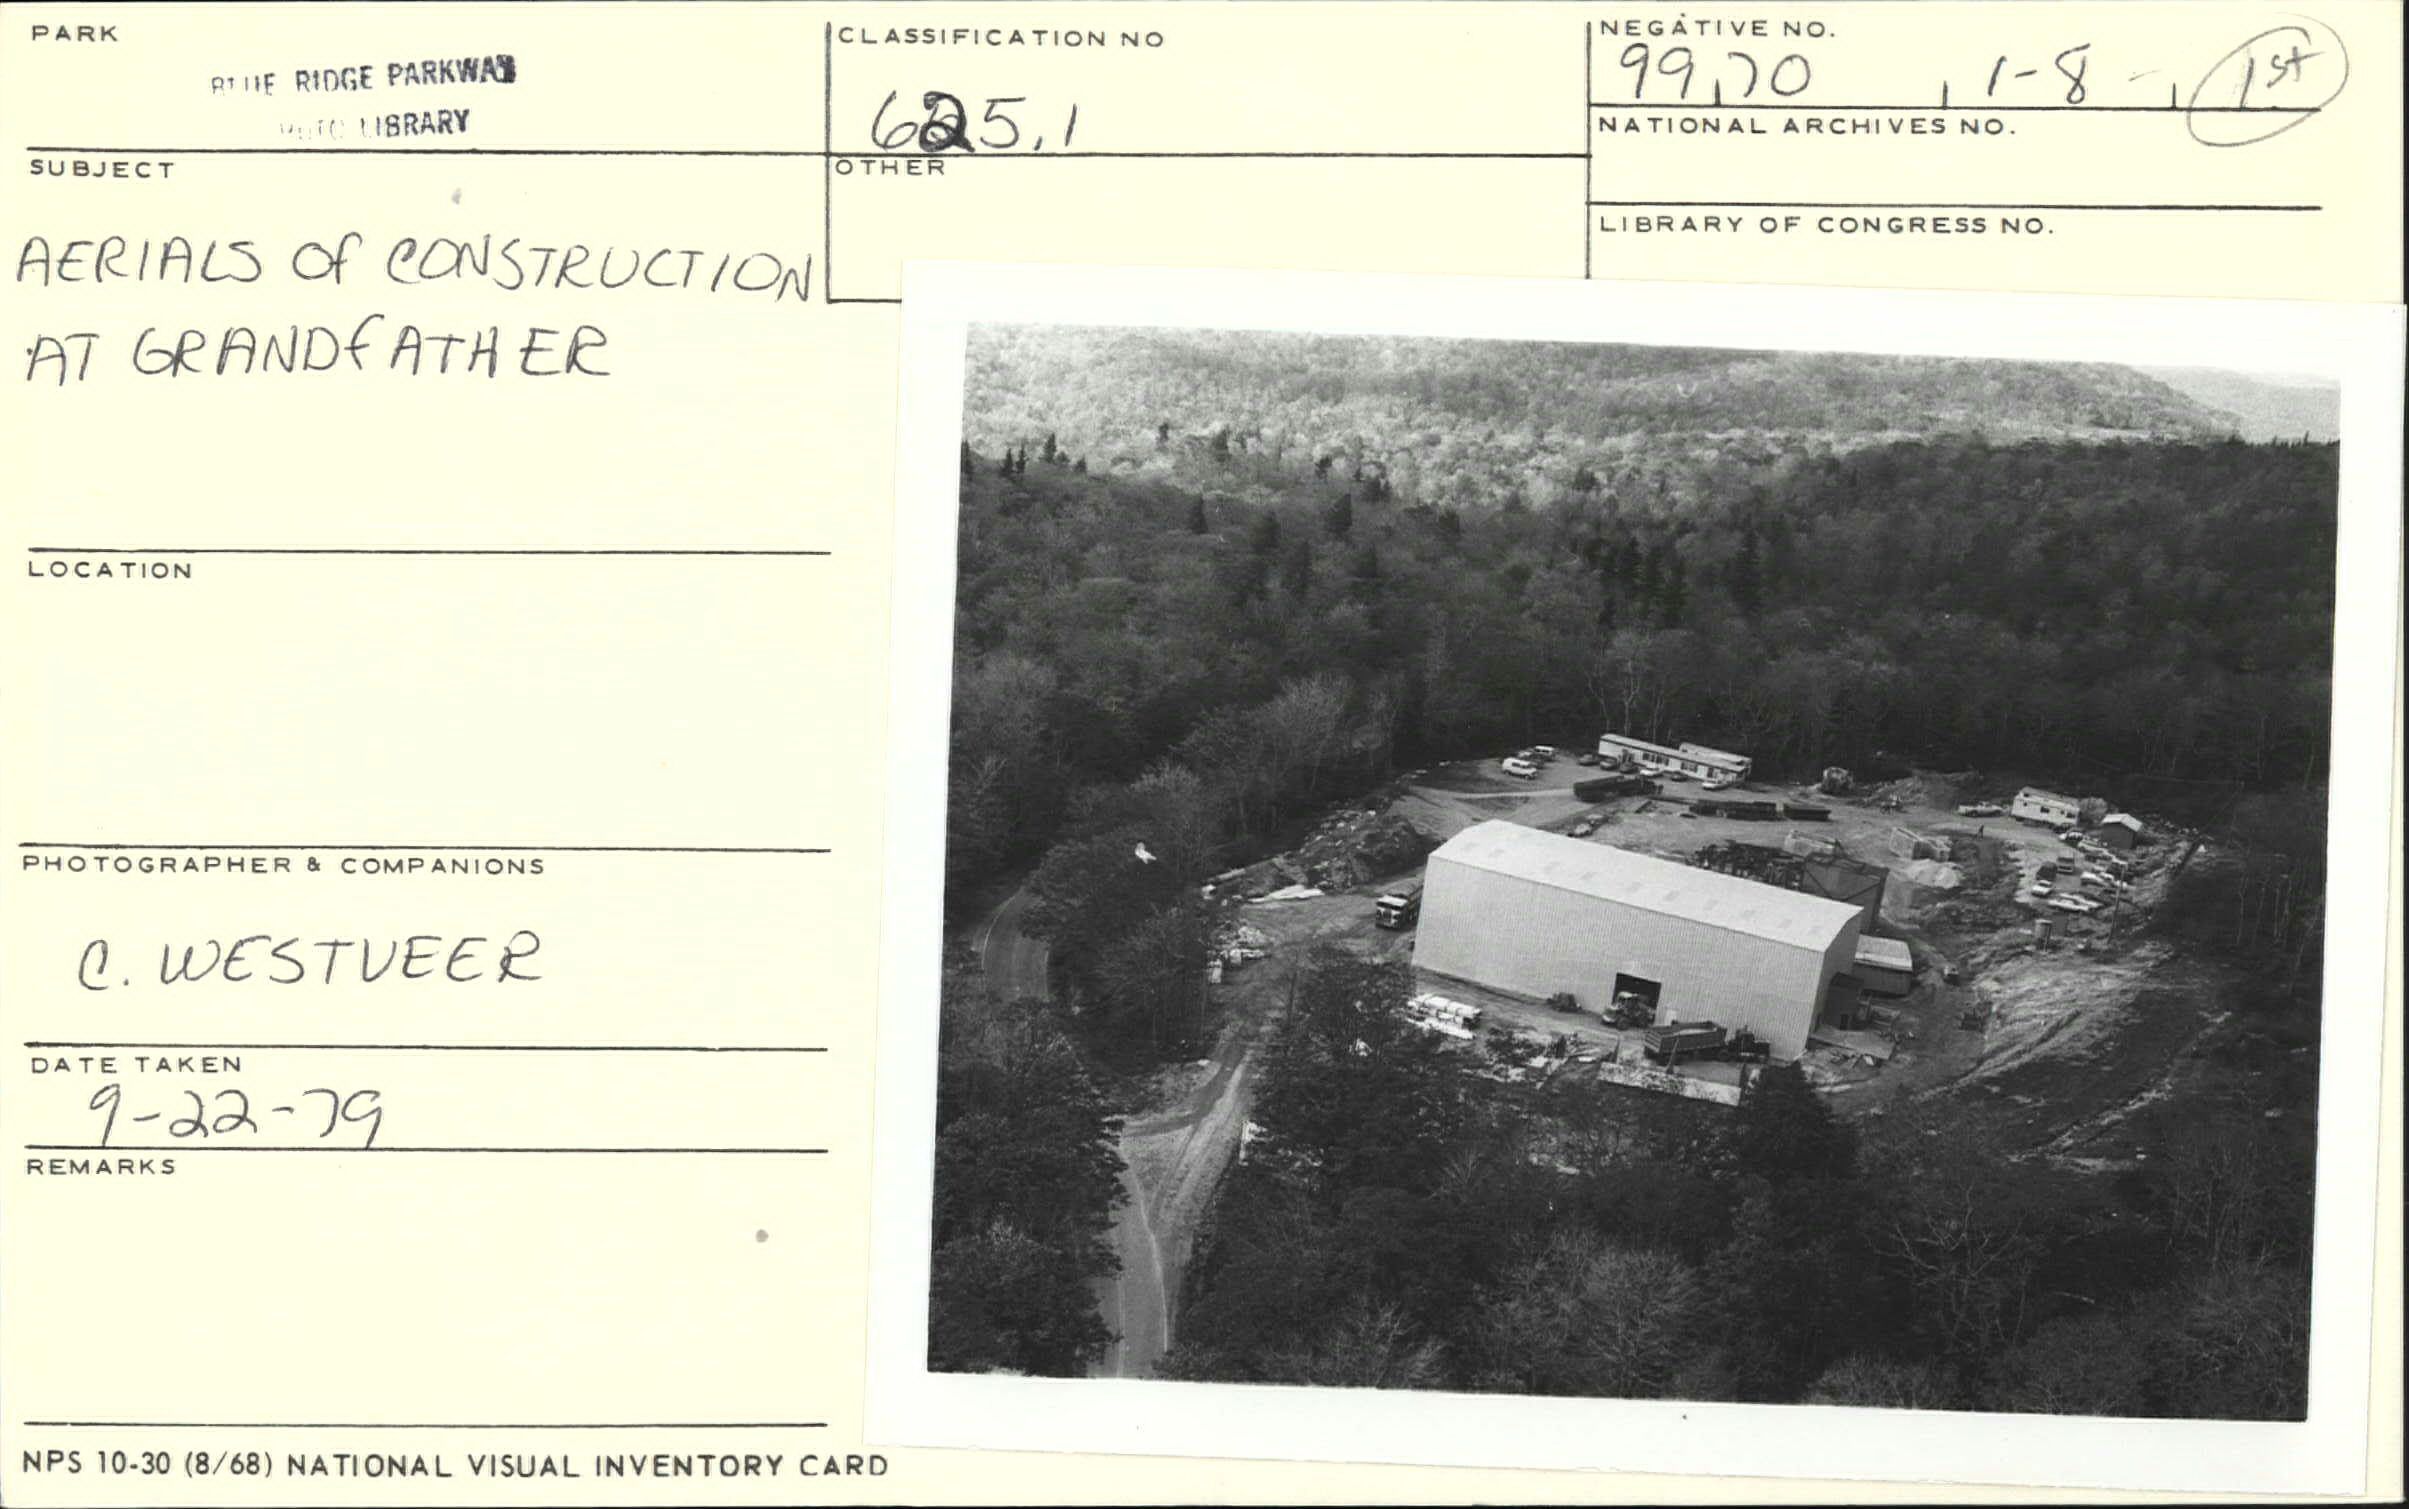 PARK
BLUE RIDGE PARKWAY
LIBRARY
CLASSIFICATION NO
625.1
NEGATIVE NO.
99,70 , 1-8 - , 1st
NATIONAL ARCHIVES NO.
SUBJECT
OTHER
LIBRARY OF CONGRESS NO.
AERIALS Of CONSTRUCTION
AT GRANDfATHER
LOCATION
PHOTOGRAPHER & COMPANIONS
C. WESTVEER
DATE TAKEN
9-22-79
REMARKS
NPS 10-30 (8/68) NATIONAL VISUAL INVENTORY CARD